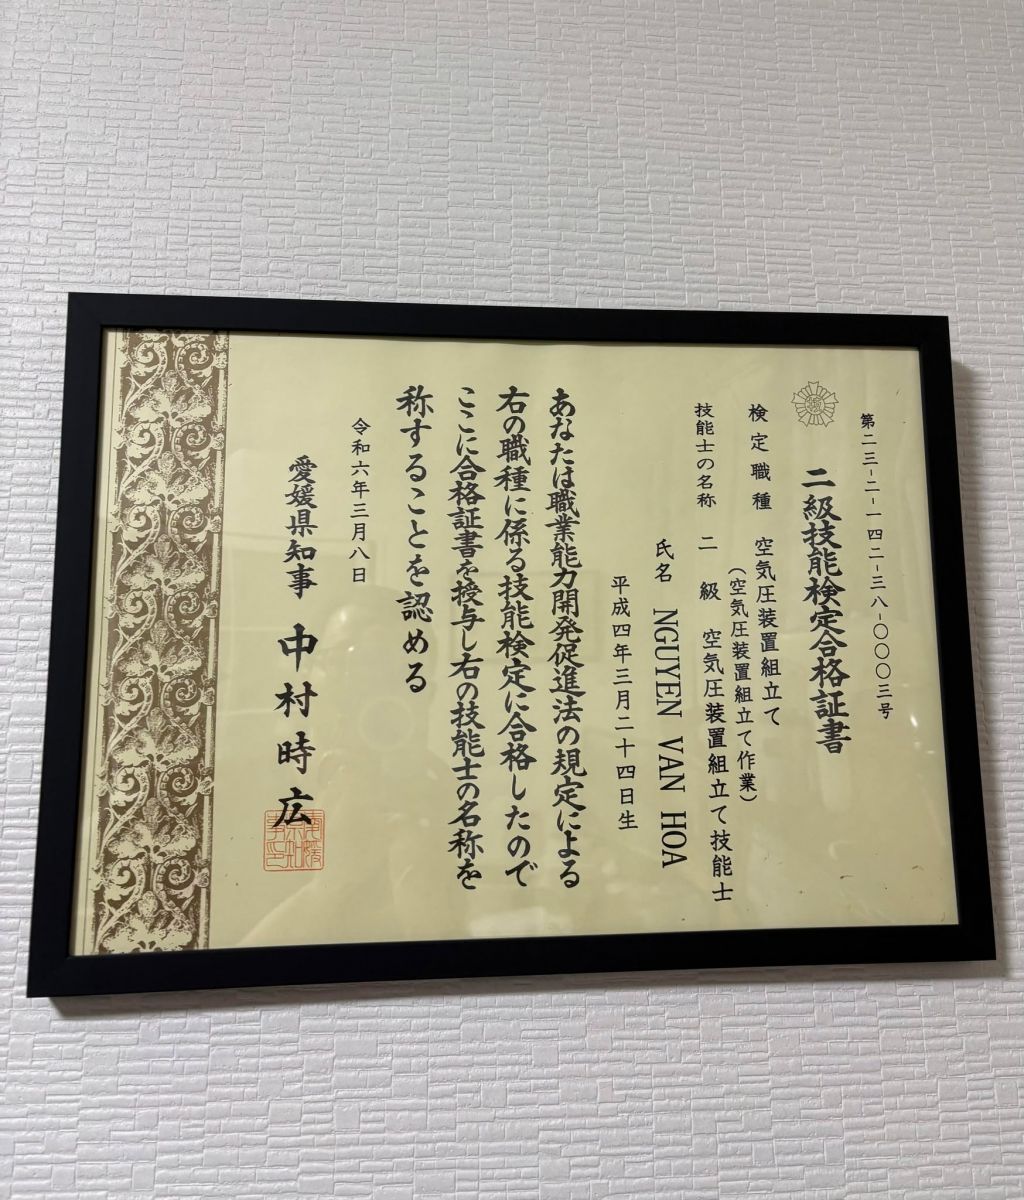 第二三-二-一四二-三八-〇〇〇三号
二級技能検定合格証書
検定職種 空気圧装置組立て
(空気圧装置組立て作業)
技能士の名称 二級 空気圧装置組立て技能士
氏名 NGUYEN VAN HOA
平成四年三月二十四日生
あなたは職業能力開発促進法の規定による
右の職種に係る技能検定に合格したので
ここに合格証書を授与し右の技能士の名称を
称することを認める
令和六年三月八日
愛媛県知事 中村時広